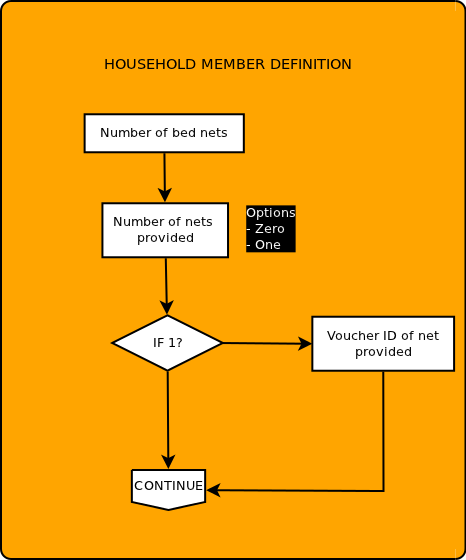 HOUSEHOLD MEMBER DEFINITION
Number of bed nets
Number of nets
provided
Options
- Zero
- One
IF 1?
Voucher ID of net
provided
CONTINUE